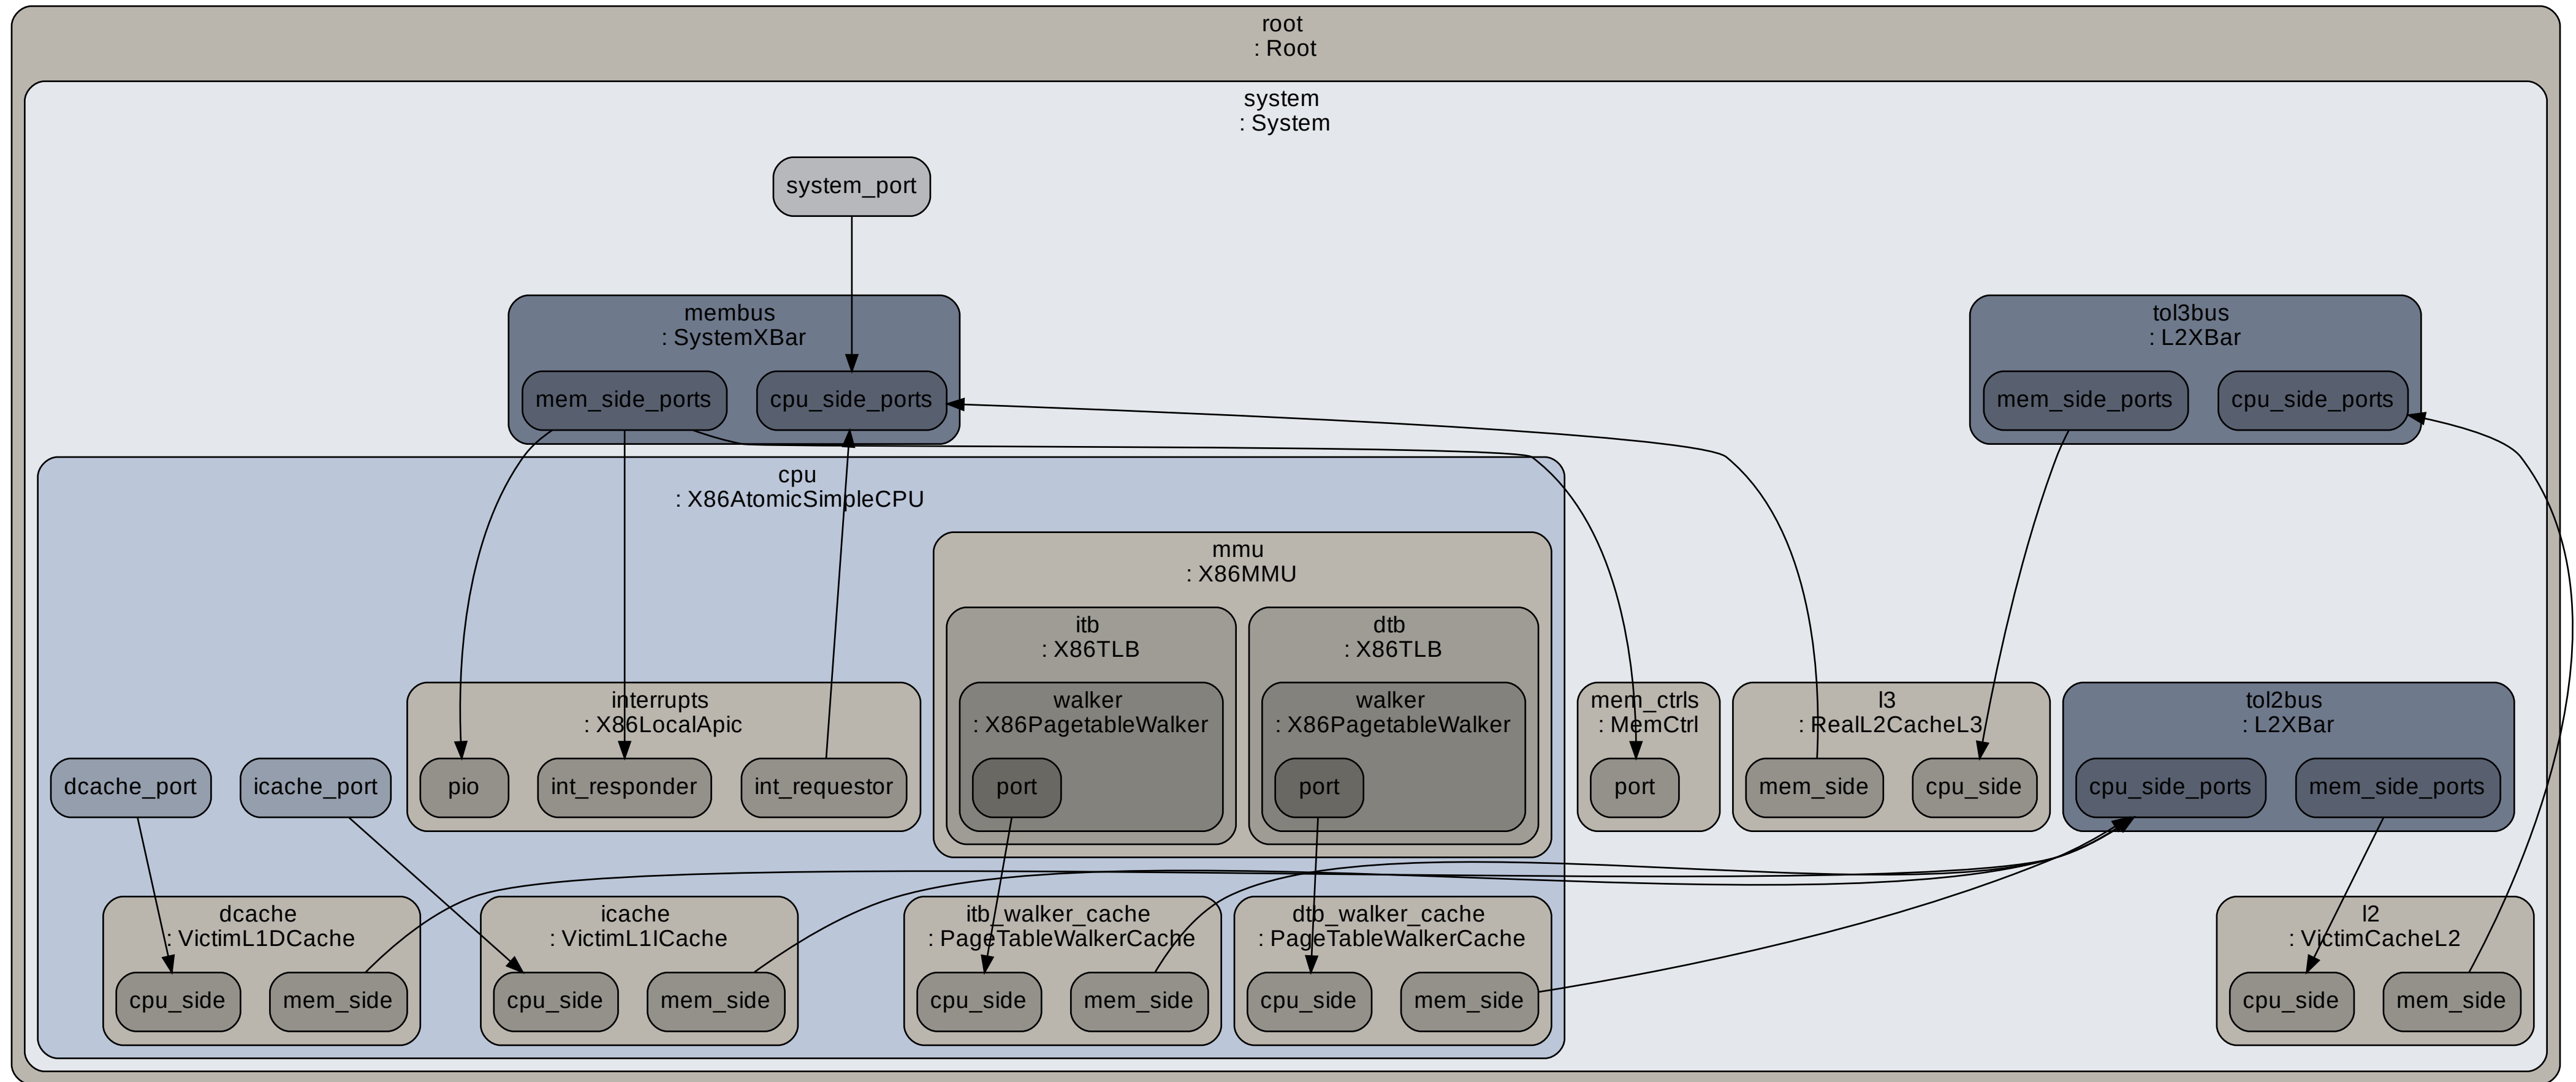 root
: Root
system
: System
system_port
membus
: SystemXBar
mem_side_ports
cpu_side_ports
tol3bus
: L2XBar
mem_side_ports
cpu_side_ports
cpu
: X86AtomicSimpleCPU
mmu
: X86MMU
itb
: X86TLB
walker
: X86PagetableWalker
port
dtb
: X86TLB
walker
: X86PagetableWalker
port
interrupts
: X86LocalApic
pio
int_responder
int_requestor
dcache_port
icache_port
mem_ctrls
: MemCtrl
port
l3
: RealL2CacheL3
mem_side
cpu_side
tol2bus
: L2XBar
cpu_side_ports
mem_side_ports
dcache
: VictimL1DCache
cpu_side
mem_side
icache
: VictimL1ICache
cpu_side
mem_side
itb_walker_cache
: PageTableWalkerCache
cpu_side
mem_side
dtb_walker_cache
: PageTableWalkerCache
cpu_side
mem_side
l2
: VictimCacheL2
cpu_side
mem_side